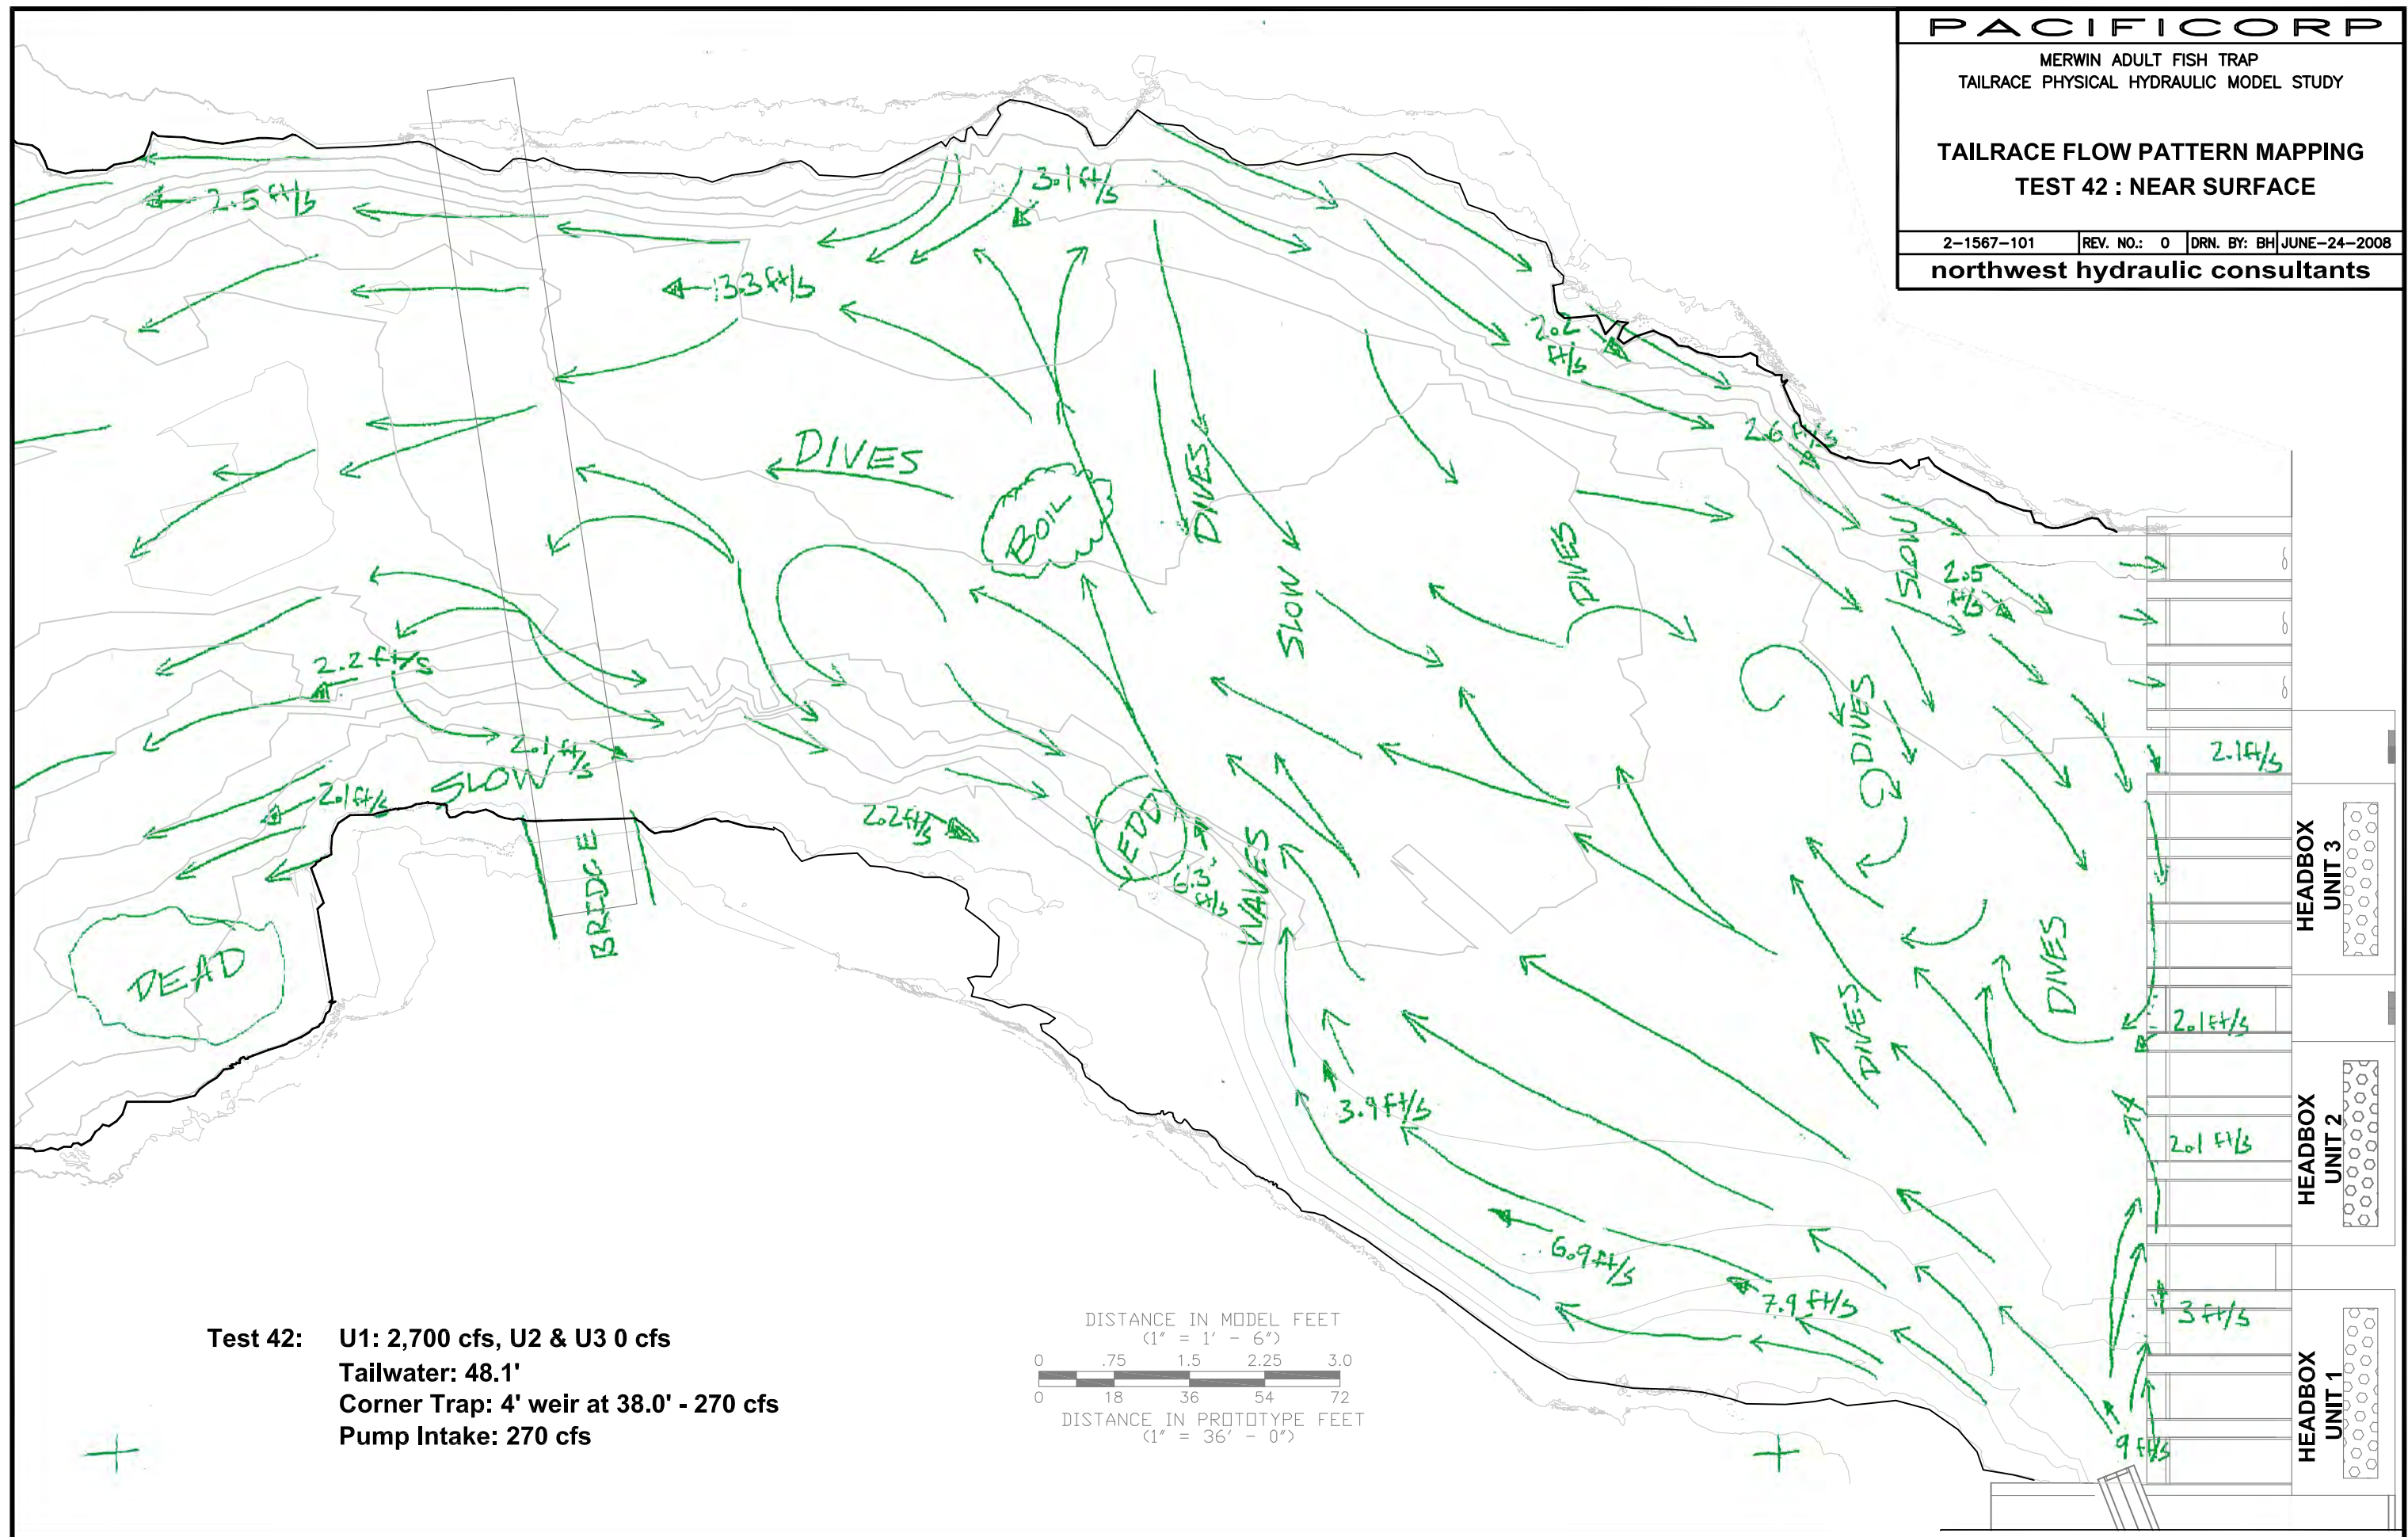 PACIFICORP
MERWIN ADULT FISH TRAP
TAILRACE PHYSICAL HYDRAULIC MODEL STUDY
TAILRACE FLOW PATTERN MAPPING
TEST 42 : NEAR SURFACE
2-1567-101 REV. NO.: 0 DRN. BY: BH JUNE-24-2008
northwest hydraulic consultants
2.5 ft/s
3.1 ft/s
3.3 ft/s
2.2 ft/s
2.6 ft/s
DIVES
BOIL
DIVES
SLOW
DIVES
SLOW
2.5 ft/s
2.2 ft/s
2.1 ft/s
SLOW
2.1 ft/s
BRIDGE
DEAD
2.2 ft/s
EDDY
6.3 ft/s
WAVES
DIVES
DIVES
DIVES
2.1 ft/s
2.1 ft/s
2.1 ft/s
3 ft/s
9 ft/s
3.9 ft/s
6.9 ft/s
7.9 ft/s
HEADBOX
UNIT 3
HEADBOX
UNIT 2
HEADBOX
UNIT 1
Test 42: U1: 2,700 cfs, U2 & U3 0 cfs
Tailwater: 48.1'
Corner Trap: 4' weir at 38.0' - 270 cfs
Pump Intake: 270 cfs
DISTANCE IN MODEL FEET
(1" = 1' - 6")
0 .75 1.5 2.25 3.0
0 18 36 54 72
DISTANCE IN PROTOTYPE FEET
(1" = 36' - 0")